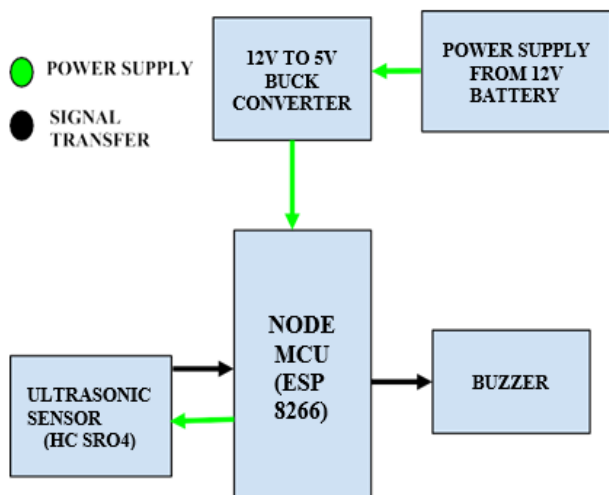 POWER SUPPLY
SIGNAL
TRANSFER
12V TO 5V
BUCK
CONVERTER
POWER SUPPLY
FROM 12V
BATTERY
NODE
MCU
(ESP
8266)
ULTRASONIC
SENSOR
(HC SRO4)
BUZZER